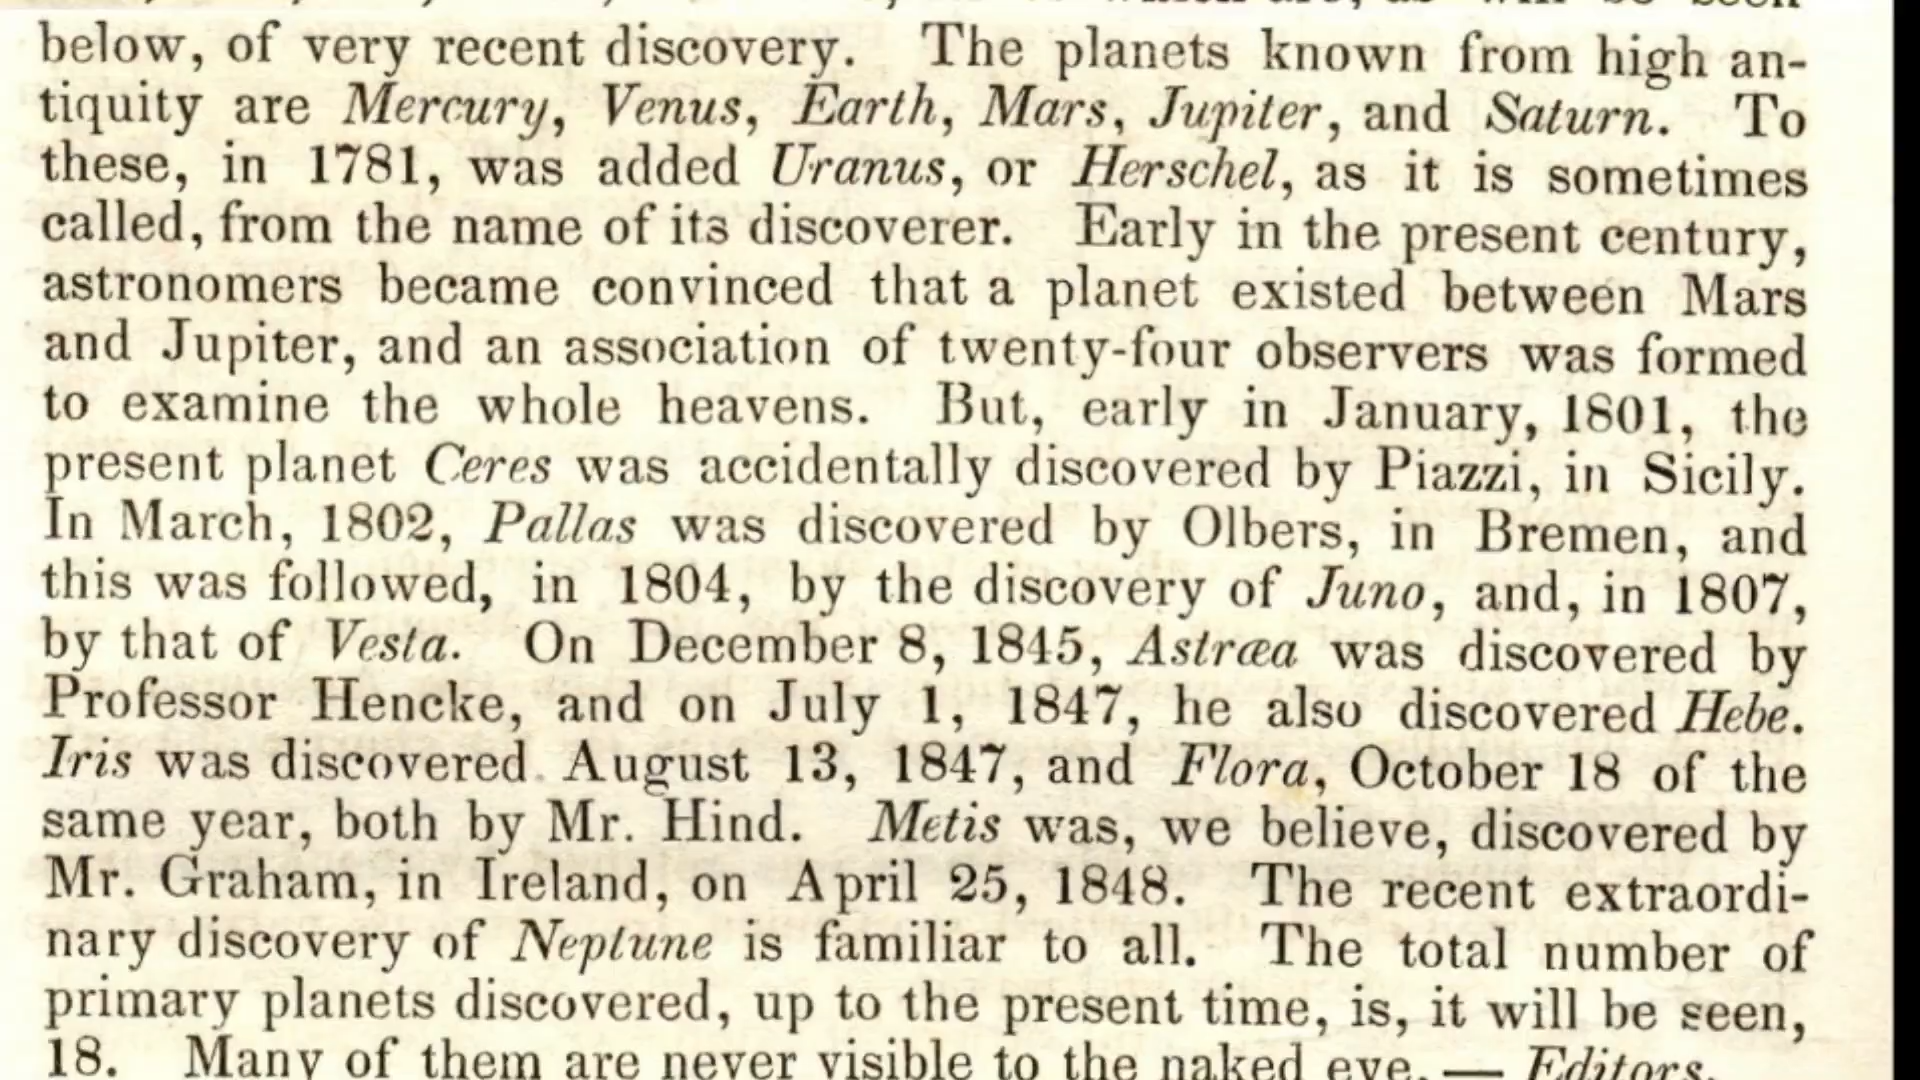 below, of very recent discovery. The planets known from high an-
tiquity are Mercury, Venus, Earth, Mars, Jupiter, and Saturn. To
these, in 1781, was added Uranus, or Herschel, as it is sometimes
called, from the name of its discoverer. Early in the present century,
astronomers became convinced that a planet existed between Mars
and Jupiter, and an association of twenty-four observers was formed
to examine the whole heavens. But, early in January, 1801, the
present planet Ceres was accidentally discovered by Piazzi, in Sicily.
In March, 1802, Pallas was discovered by Olbers, in Bremen, and
this was followed, in 1804, by the discovery of Juno, and, in 1807,
by that of Vesta. On December 8, 1845, Astræa was discovered by
Professor Hencke, and on July 1, 1847, he also discovered Hebe.
Iris was discovered August 13, 1847, and Flora, October 18 of the
same year, both by Mr. Hind. Metis was, we believe, discovered by
Mr. Graham, in Ireland, on April 25, 1848. The recent extraordi-
nary discovery of Neptune is familiar to all. The total number of
primary planets discovered, up to the present time, is, it will be seen,
18. Many of them are never visible to the naked eye. — Editors.